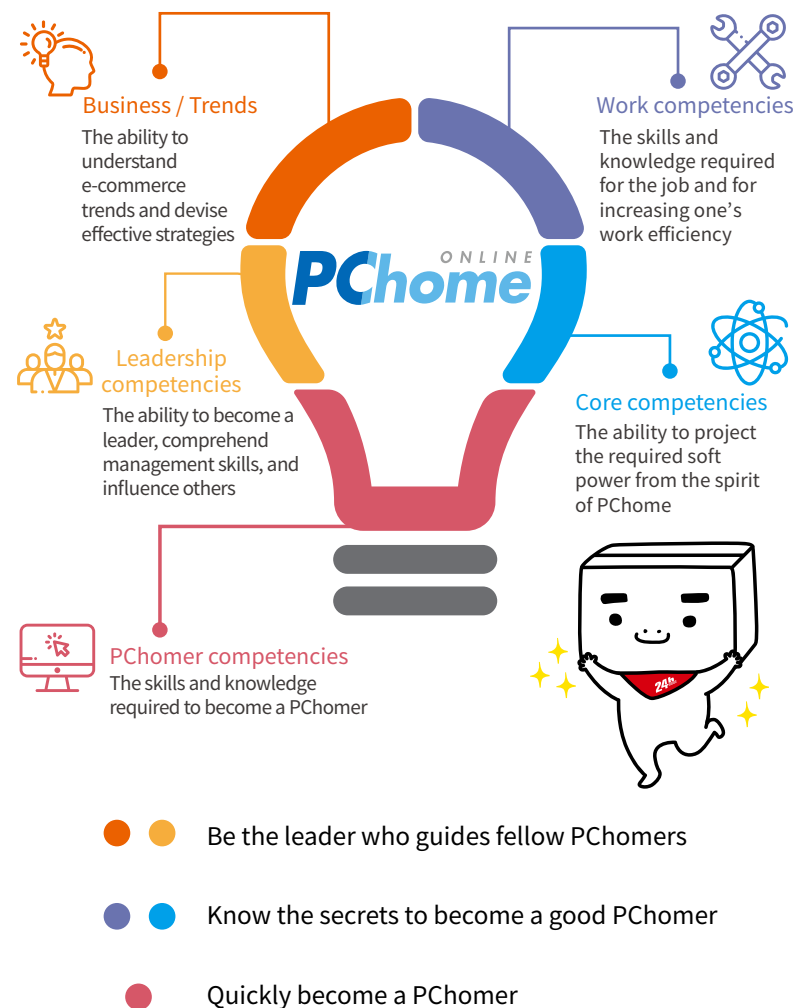 Business / Trends
The ability to
understand
e-commerce
trends and devise
effective strategies
Work competencies
The skills and
knowledge required
for the job and for
increasing one's
work efficiency
ONLINE
PChome
Leadership
competencies
The ability to become a
leader, comprehend
management skills, and
influence others
Core competencies
The ability to project
the required soft
power from the spirit
of PChome
PChomer competencies
The skills and knowledge
required to become a PChomer
24h
Be the leader who guides fellow PChomers
Know the secrets to become a good PChomer
Quickly become a PChomer